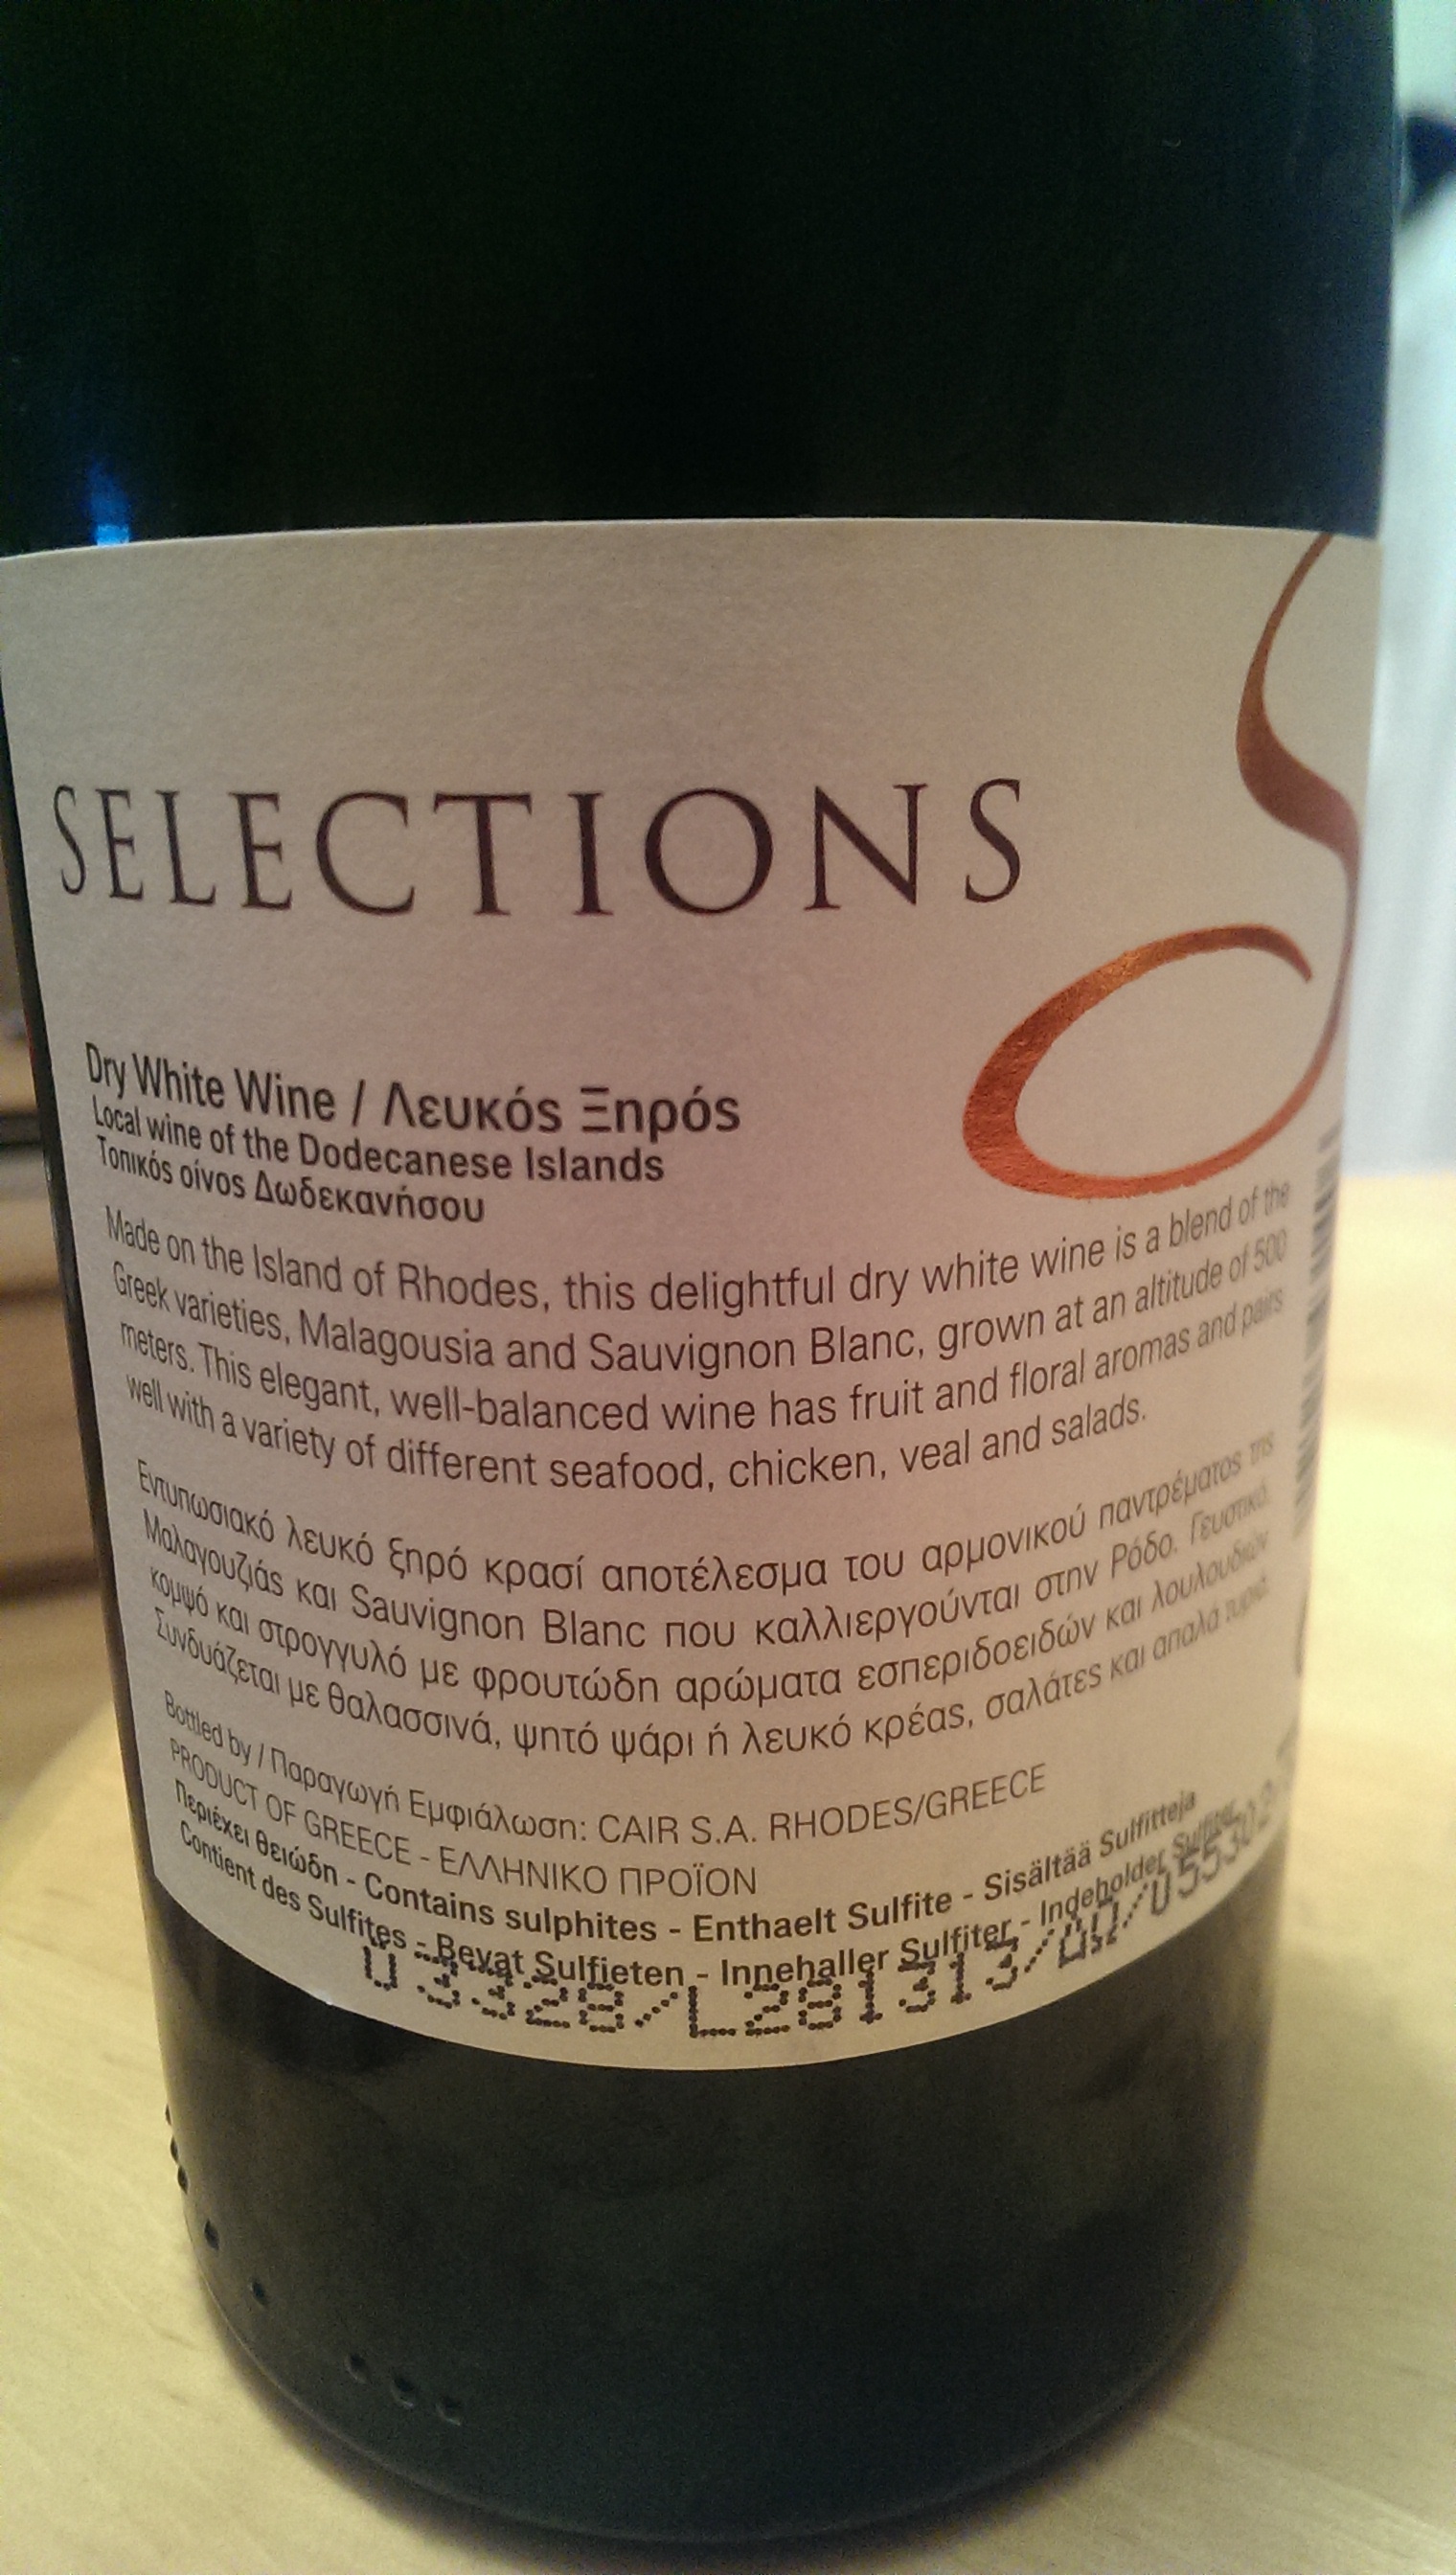 SELECTIONS
Dry White Wine / Λευκός Ξηρός
Local wine of the Dodecanese Islands
Τοπικός οίνος Δωδεκανήσου
Made on the Island of Rhodes, this delightful dry white wine is a blend of the
Greek varieties, Malagousia and Sauvignon Blanc, grown at an altitude of 500
meters. This elegant, well-balanced wine has fruit and floral aromas and pairs
well with a variety of different seafood, chicken, veal and salads.
Εντυπωσιακό λευκό ξηρό κρασί αποτέλεσμα του αρμονικού παντρέματος της
Μαλαγουζιάς και Sauvignon Blanc που καλλιεργούνται στην Ρόδο. Γευστικό,
κομψό και στρογγυλό με φρουτώδη αρώματα εσπεριδοειδών και λουλουδιών
Συνδυάζεται με θαλασσινά, ψητό ψάρι ή λευκό κρέας, σαλάτες και απαλά τυριά.
Bottled by / Παραγωγή Εμφιάλωση: CAIR S.A. RHODES/GREECE
PRODUCT OF GREECE - ΕΛΛΗΝΙΚΟ ΠΡΟΪΟΝ
Περιέχει θειώδη - Contains sulphites - Enthaelt Sulfite - Sisältää Sulfitteja
Contient des Sulfites - Bevat Sulfieten - Innehaller Sulfiter - Indeholder Sulfiter